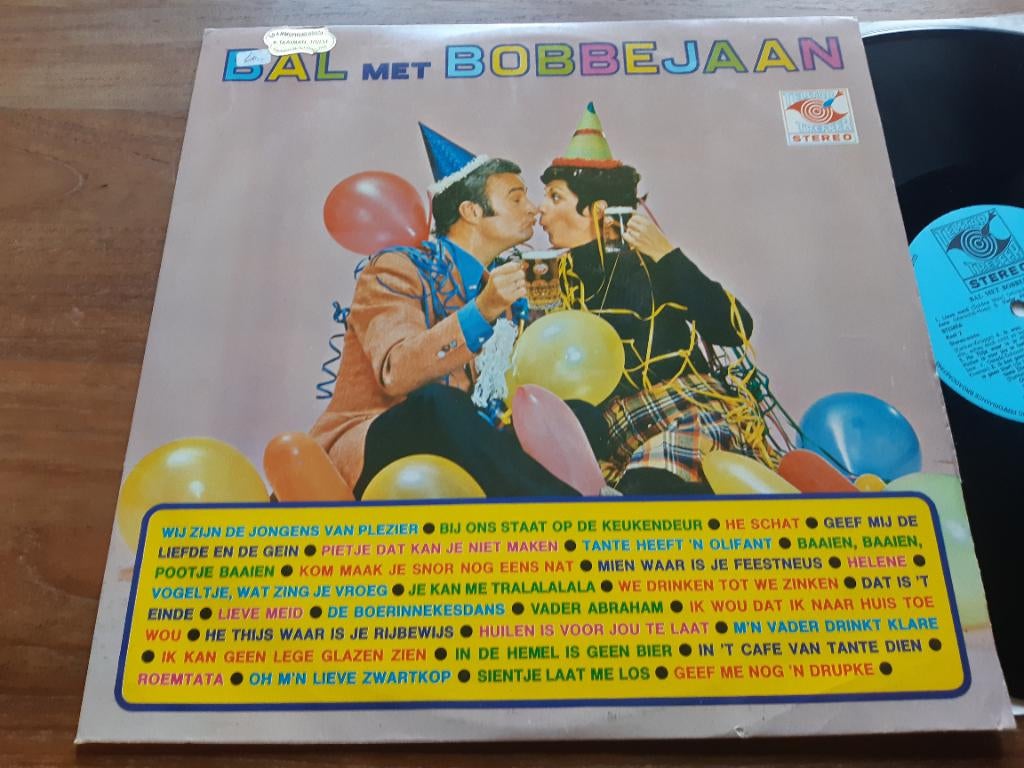 BAL MET BOBBEJAAN
TELSTAR
TREFFER
STEREO
WIJ ZIJN DE JONGENS VAN PLEZIER ● BIJ ONS STAAT OP DE KEUKENDEUR ● HE SCHAT ● GEEF MIJ DE
LIEFDE EN DE GEIN ● PIETJE DAT KAN JE NIET MAKEN ● TANTE HEEFT 'N OLIFANT ● BAAIEN, BAAIEN,
POOTJE BAAIEN ● KOM MAAK JE SNOR NOG EENS NAT ● MIEN WAAR IS JE FEESTNEUS ● HELENE ●
VOGELTJE, WAT ZING JE VROEG ● JE KAN ME TRALALALALA ● WE DRINKEN TOT WE ZINKEN ● DAT IS 'T
EINDE ● LIEVE MEID ● DE BOERINNEKESDANS ● VADER ABRAHAM ● IK WOU DAT IK NAAR HUIS TOE
WOU ● HE THIJS WAAR IS JE RIJBEWIJS ● HUILEN IS VOOR JOU TE LAAT ● M'N VADER DRINKT KLARE
● IK KAN GEEN LEGE GLAZEN ZIEN ● IN DE HEMEL IS GEEN BIER ● IN 'T CAFE VAN TANTE DIEN ●
ROEMTATA ● OH M'N LIEVE ZWARTKOP ● SIENTJE LAAT ME LOS ● GEEF ME NOG 'N DRUPKE ●
TELSTAR
TREFFER
STEREO
BAL MET